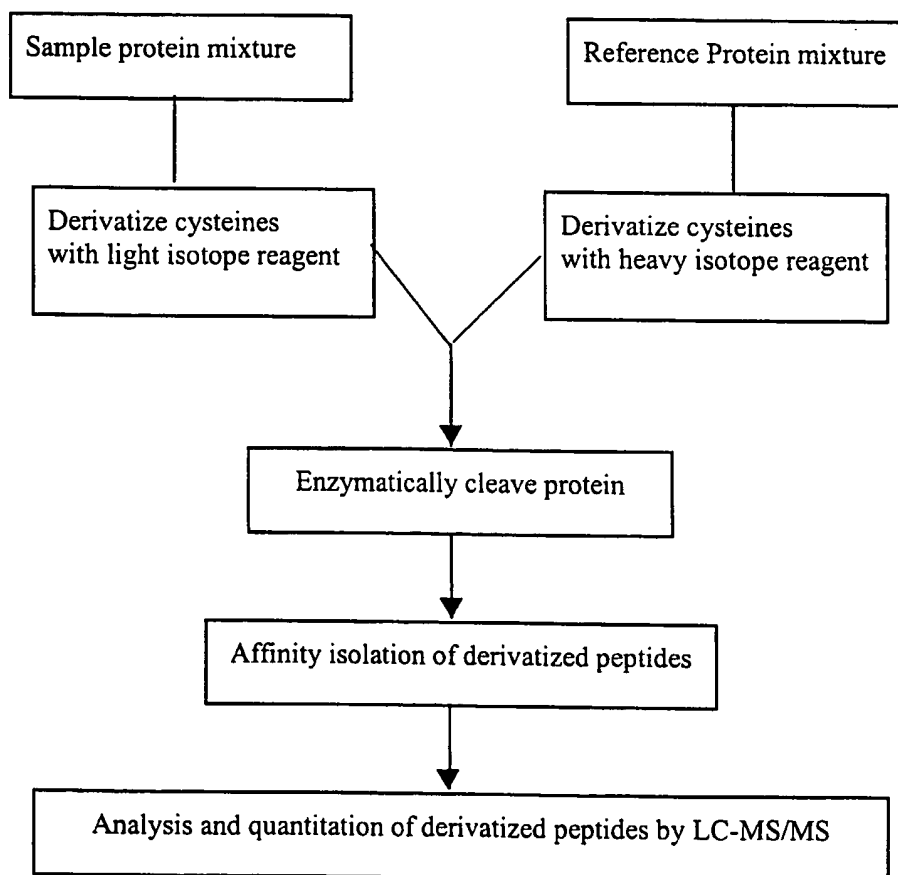 Sample protein mixture
Reference Protein mixture
Derivatize cysteines
with light isotope reagent
Derivatize cysteines
with heavy isotope reagent
Enzymatically cleave protein
Affinity isolation of derivatized peptides
Analysis and quantitation of derivatized peptides by LC-MS/MS